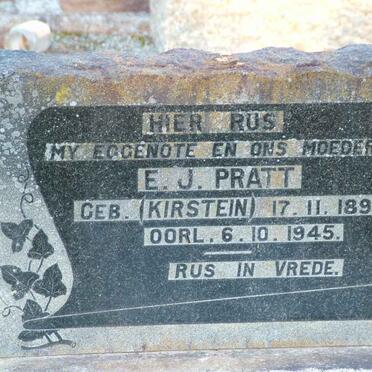 HIER RUS
MY EGGENOTE EN ONS MOEDER
E. J. PRATT
GEB. (KIRSTEIN) 17. 11. 189
OORL. 6. 10. 1945.
RUS IN VREDE.